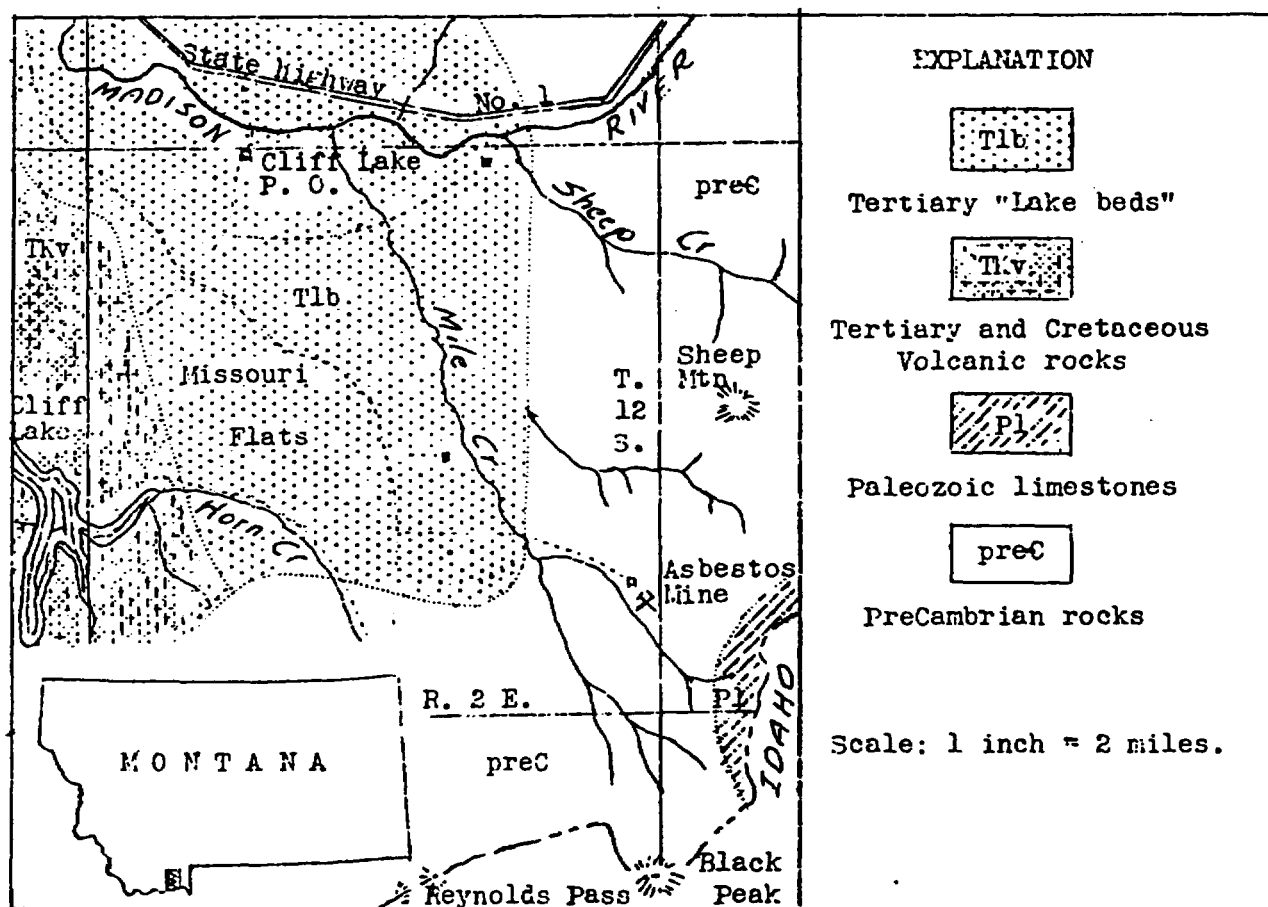 State Highway No. 1
MADISON RIVER
Cliff Lake
P. O.
Sheep Cr
preЄ
Tkv
Tlb
Mile Cr
Sheep
Mtn
T.
12
S.
Missouri
Flats
Cliff
Lake
Horn Cr
Asbestos
Mine
R. 2 E.
Pl
IDAHO
MONTANA
preC
Reynolds Pass
Black
Peak
EXPLANATION
Tlb
Tertiary "Lake beds"
Tkv
Tertiary and Cretaceous
Volcanic rocks
Pl
Paleozoic limestones
preЄ
PreCambrian rocks
Scale: 1 inch = 2 miles.